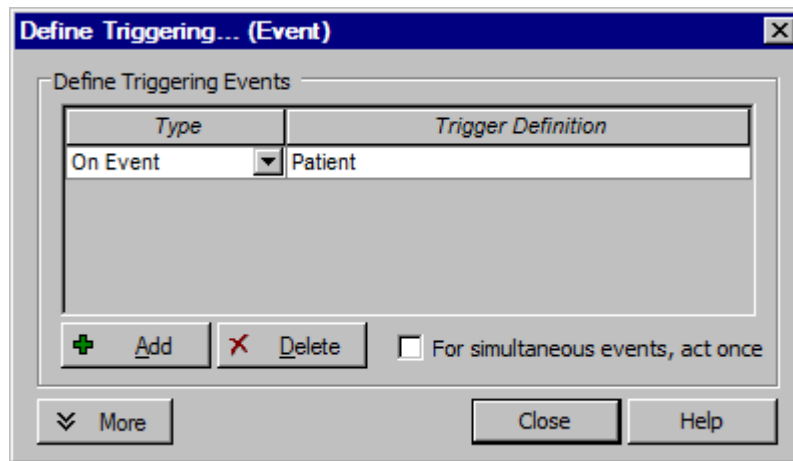 Define Triggering... (Event)
Define Triggering Events
Type Trigger Definition
On Event Patient
Add Delete For simultaneous events, act once
More Close Help